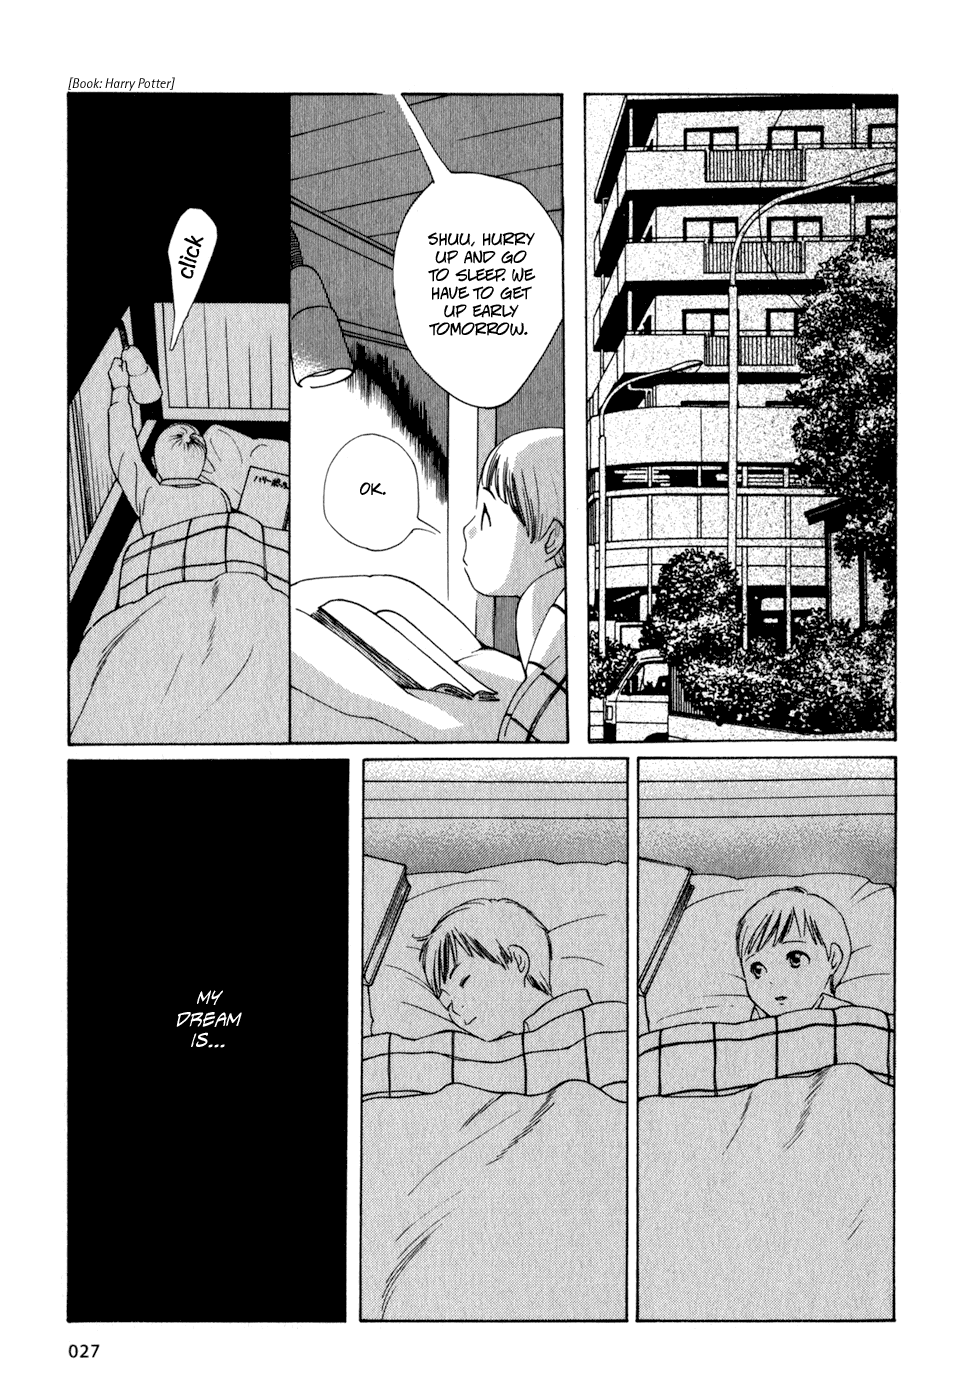 [Book: Harry Potter]
SHUU, HURRY
UP AND GO
TO SLEEP. WE
HAVE TO GET
UP EARLY
TOMORROW.
OK.
click
MY
DREAM
IS...
027